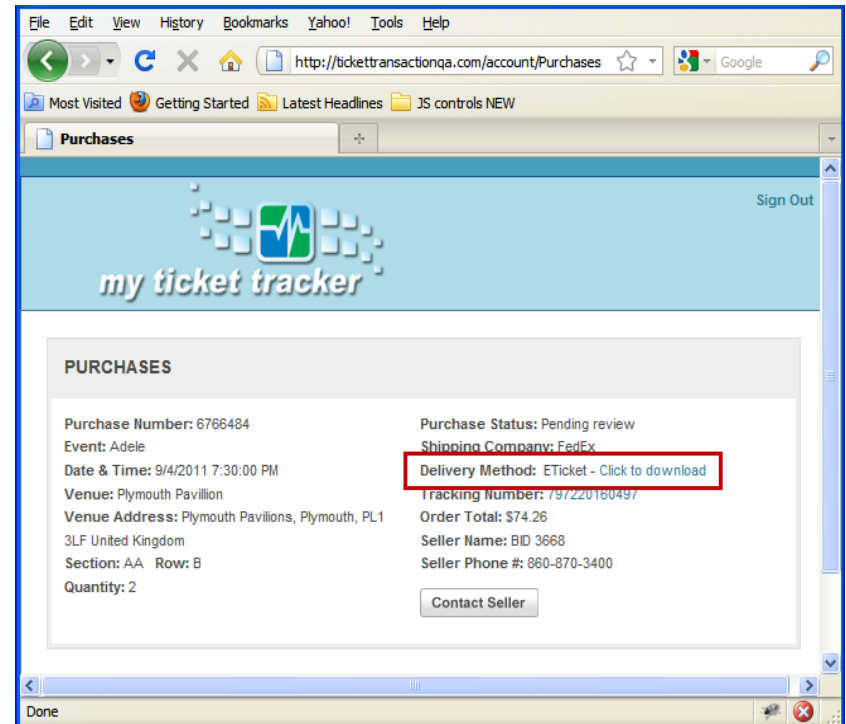 File Edit View History Bookmarks Yahoo! Tools Help
http://tickettransactionqa.com/account/Purchases
Google
Most Visited Getting Started Latest Headlines JS controls NEW
Purchases
Sign Out
my ticket tracker
PURCHASES
Purchase Number: 6766484
Event: Adele
Date & Time: 9/4/2011 7:30:00 PM
Venue: Plymouth Pavillion
Venue Address: Plymouth Pavilions, Plymouth, PL1
3LF United Kingdom
Section: AA Row: B
Quantity: 2
Purchase Status: Pending review
Shipping Company: FedEx
Delivery Method: ETicket - Click to download
Tracking Number: 797220160497
Order Total: $74.26
Seller Name: BID 3668
Seller Phone #: 860-870-3400
Contact Seller
Done